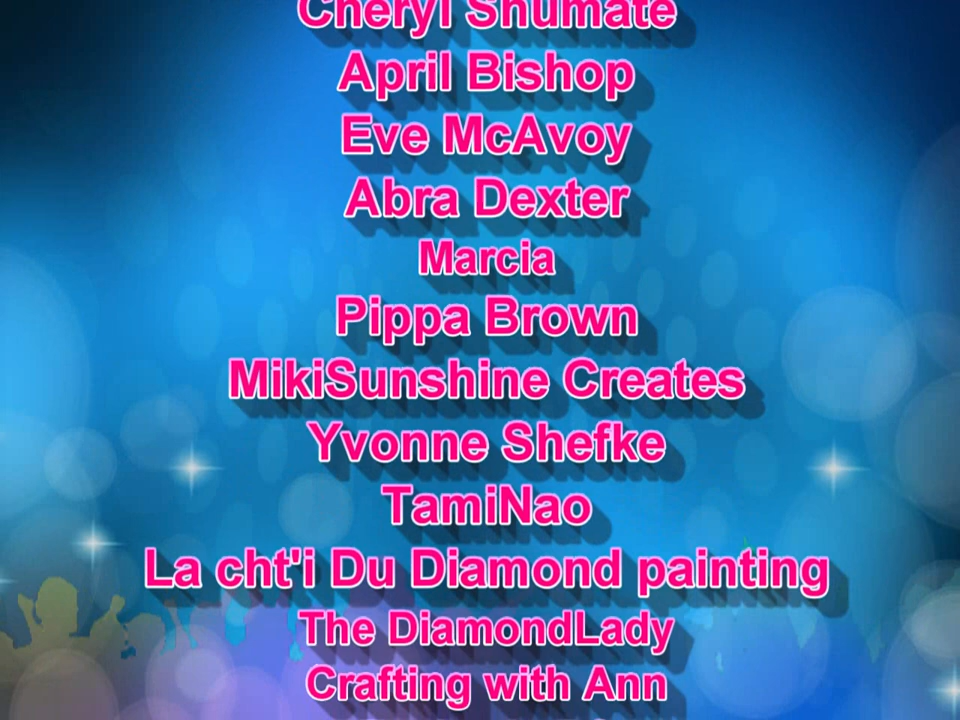 Cheryl Shumate
April Bishop
Eve McAvoy
Abra Dexter
Marcia
Pippa Brown
MikiSunshine Creates
Yvonne Shefke
TamiNao
La cht'i Du Diamond painting
The DiamondLady
Crafting with Ann